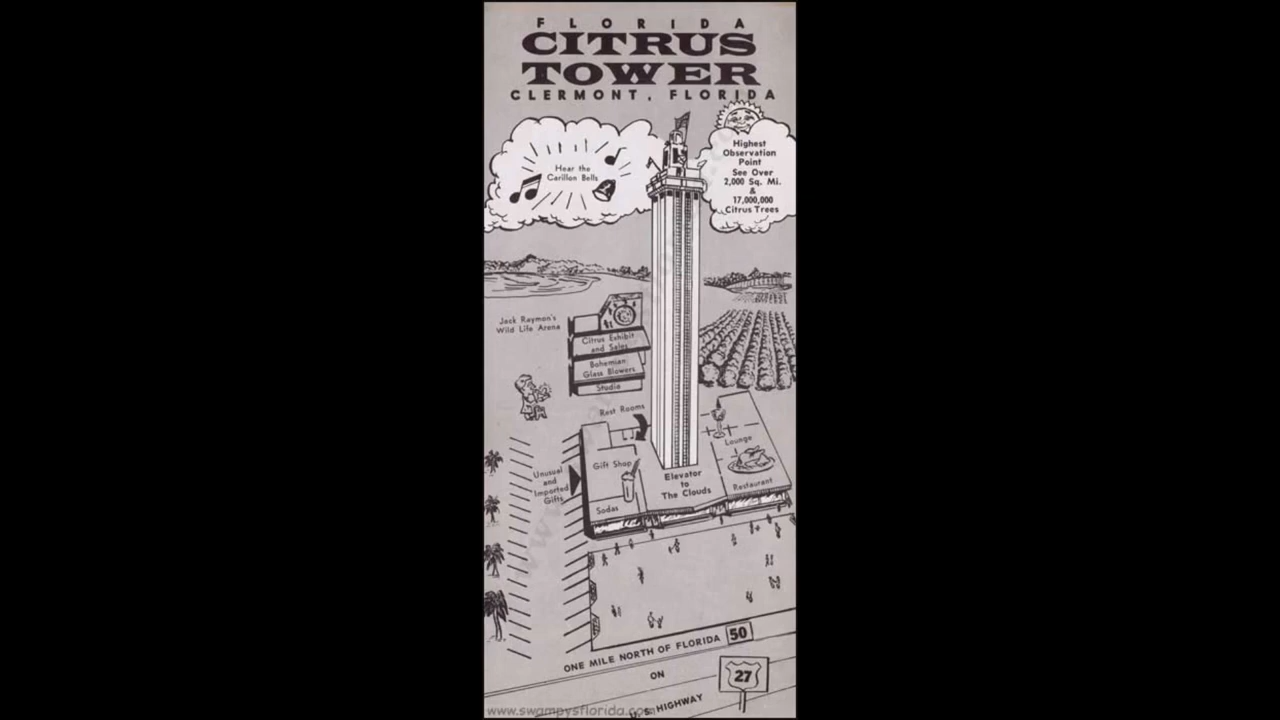 FLORIDA
CITRUS
TOWER
CLERMONT, FLORIDA
Hear the
Carillon Bells
Highest
Observation
Point
See Over
2,000 Sq. Mi.
&
17,000,000
Citrus Trees
Jack Raymon's
Wild Life Arena
Citrus Exhibit
and Sales
Bohemian
Glass Blowers
Studio
Rest Rooms
Lounge
Gift Shop
Unusual
and
Imported
Gifts
Elevator
to
The Clouds
Restaurant
Sodas
ONE MILE NORTH OF FLORIDA 50
ON
27
U.S. HIGHWAY
www.swampysflorida.com